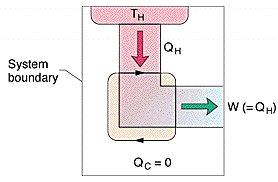 T_H
Q_H
System
boundary
W (= Q_H)
Q_C = 0